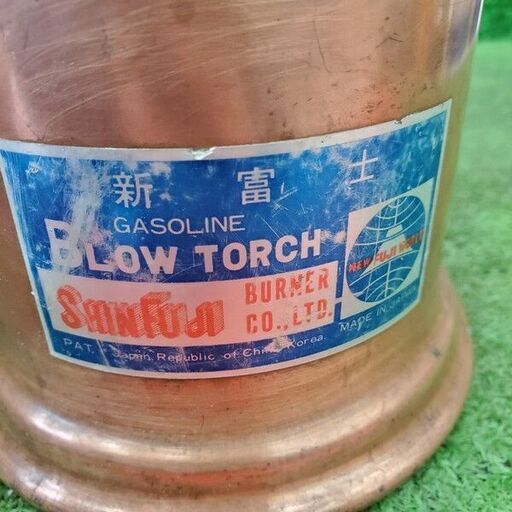 新富士
GASOLINE
BLOW TORCH
SHINFUJI BURNER CO.,LTD.
NEW FUJI
MADE IN JAPAN
PAT. Japan, Republic of China, Korea.